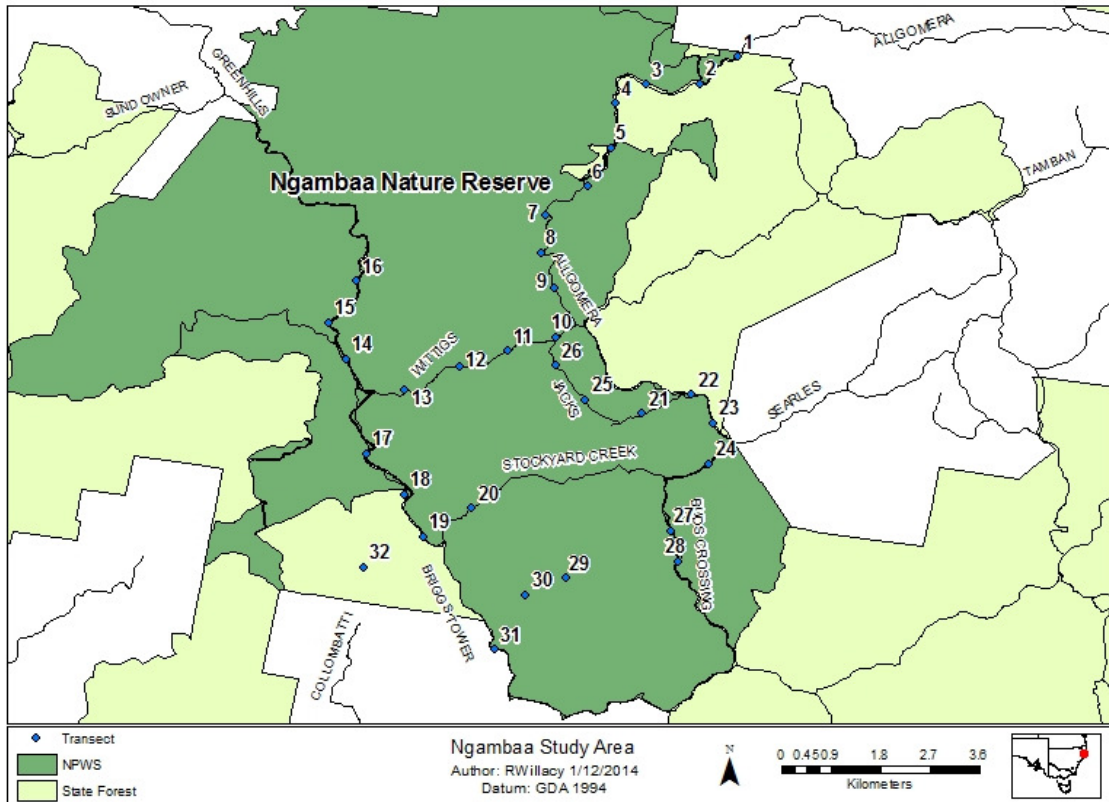 ALLGOMERA
1
GREENHILLS
3
2
SUNDOWNER
4
5
TAMBAN
Ngambaa Nature Reserve
6
7
8
ALLGOMERA
16
9
15
10
11
14
WITTIGS
12
26
13
JACKS
25
22
21
SEARLES
23
17
STOCKYARD CREEK
24
18
20
19
27
BUDS CROSSING
28
32
29
30
BRIGGS TOWER
COLLOMBATTI
31
Transect
NPWS
State Forest
Ngambaa Study Area
Author: RWillacy 1/12/2014
Datum: GDA 1994
N
0 0.45 0.9 1.8 2.7 3.6
Kilometers